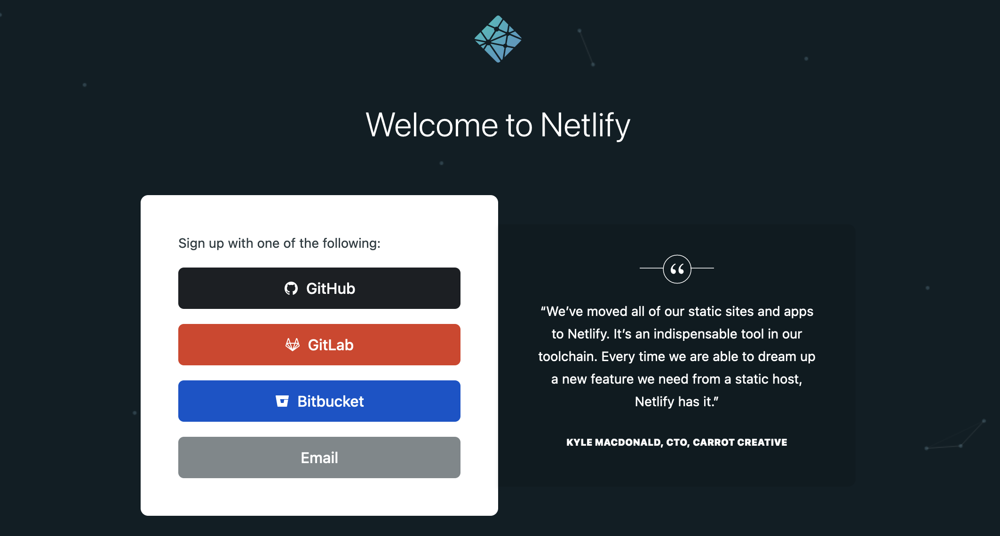 Welcome to Netlify
Sign up with one of the following:
GitHub
GitLab
Bitbucket
Email
“We’ve moved all of our static sites and apps
to Netlify. It’s an indispensable tool in our
toolchain. Every time we are able to dream up
a new feature we need from a static host,
Netlify has it.”
KYLE MACDONALD, CTO, CARROT CREATIVE